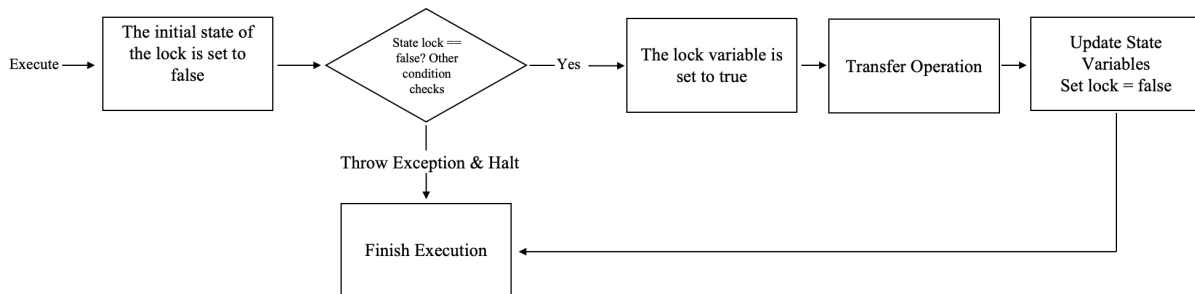 Execute
The initial state of
the lock is set to
false
State lock ==
false? Other
condition
checks
Yes
The lock variable is
set to true
Transfer Operation
Update State
Variables
Set lock = false
Throw Exception & Halt
Finish Execution